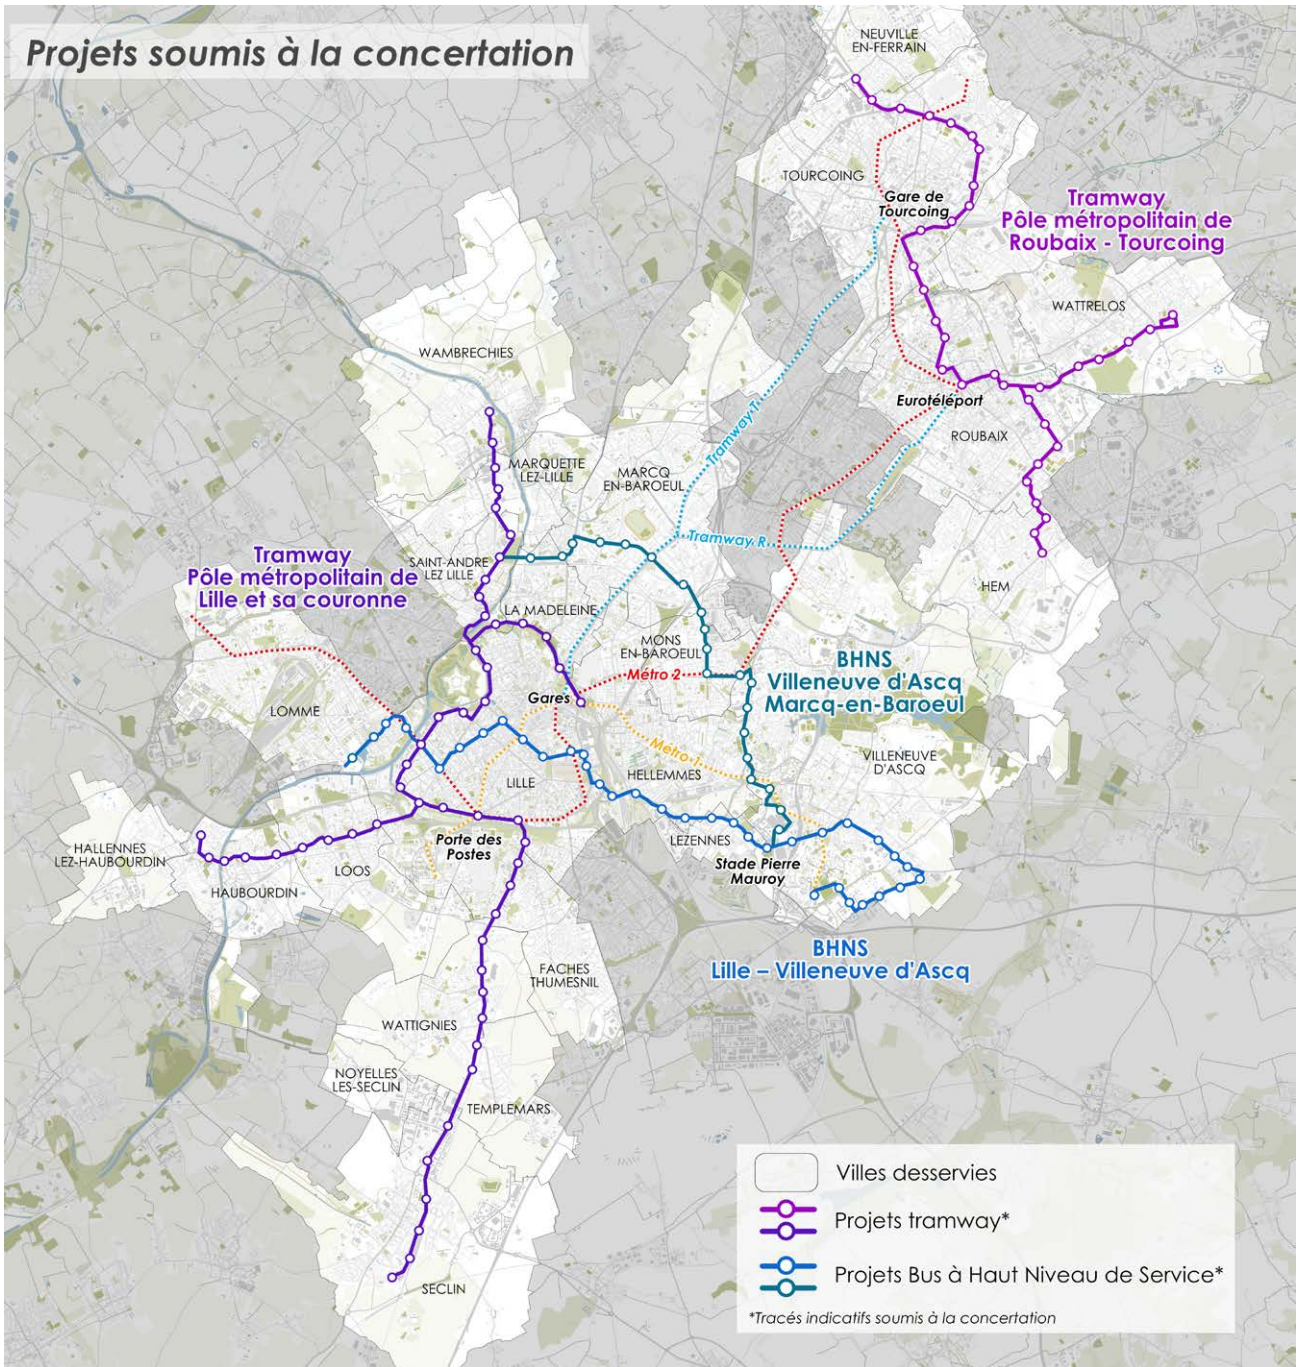 Projets soumis à la concertation
NEUVILLE
EN-FERRAIN
TOURCOING
Gare de
Tourcoing
Tramway
Pôle métropolitain de
Roubaix - Tourcoing
WATTRELOS
WAMBRECHIES
Eurotéléport
Tramway T
ROUBAIX
MARQUETTE
LEZ-LILLE
MARCQ
EN-BAROEUL
Tramway R
Tramway
Pôle métropolitain de
Lille et sa couronne
SAINT-ANDRE
LEZ LILLE
HEM
LA MADELEINE
MONS
EN-BAROEUL
Métro 2
BHNS
Villeneuve d'Ascq
Marcq-en-Baroeul
Gares
LOMME
Métro 1
VILLENEUVE
D'ASCQ
HELLEMMES
LILLE
LEZENNES
Porte des
Postes
HALLENNES
LEZ-HAUBOURDIN
LOOS
Stade Pierre
Mauroy
HAUBOURDIN
BHNS
Lille – Villeneuve d'Ascq
FACHES
THUMESNIL
WATTIGNIES
NOYELLES
LES-SECLIN
TEMPLEMARS
SECLIN
Villes desservies
Projets tramway*
Projets Bus à Haut Niveau de Service*
*Tracés indicatifs soumis à la concertation